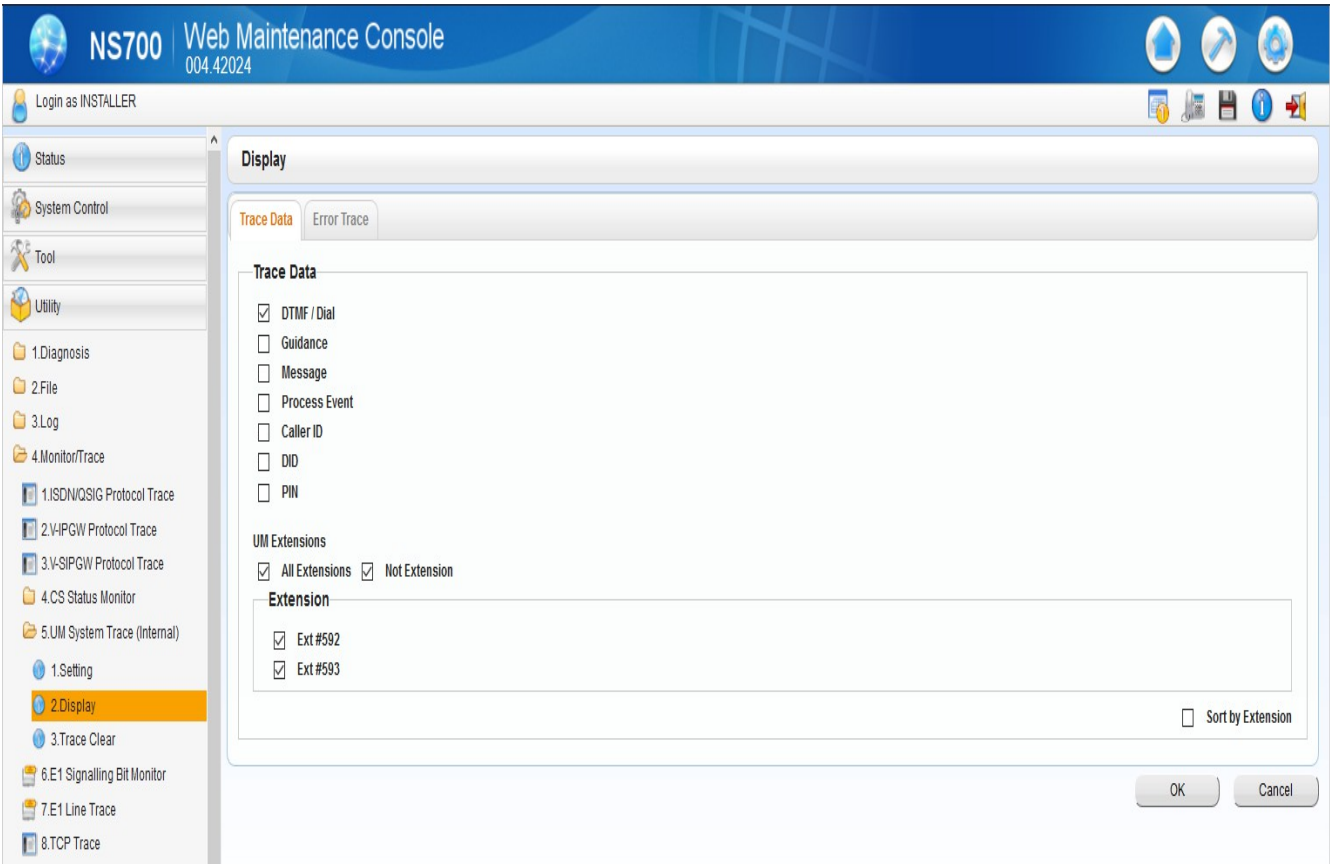 NS700
Web Maintenance Console
004.42024
Login as INSTALLER
Status
System Control
Tool
Utility
1.Diagnosis
2.File
3.Log
4.Monitor/Trace
1.ISDN/QSIG Protocol Trace
2.V-IPGW Protocol Trace
3.V-SIPGW Protocol Trace
4.CS Status Monitor
5.UM System Trace (Internal)
1.Setting
2.Display
3.Trace Clear
6.E1 Signalling Bit Monitor
7.E1 Line Trace
8.TCP Trace
Display
Trace Data
Error Trace
Trace Data
DTMF / Dial
Guidance
Message
Process Event
Caller ID
DID
PIN
UM Extensions
All Extensions Not Extension
Extension
Ext #592
Ext #593
Sort by Extension
OK Cancel